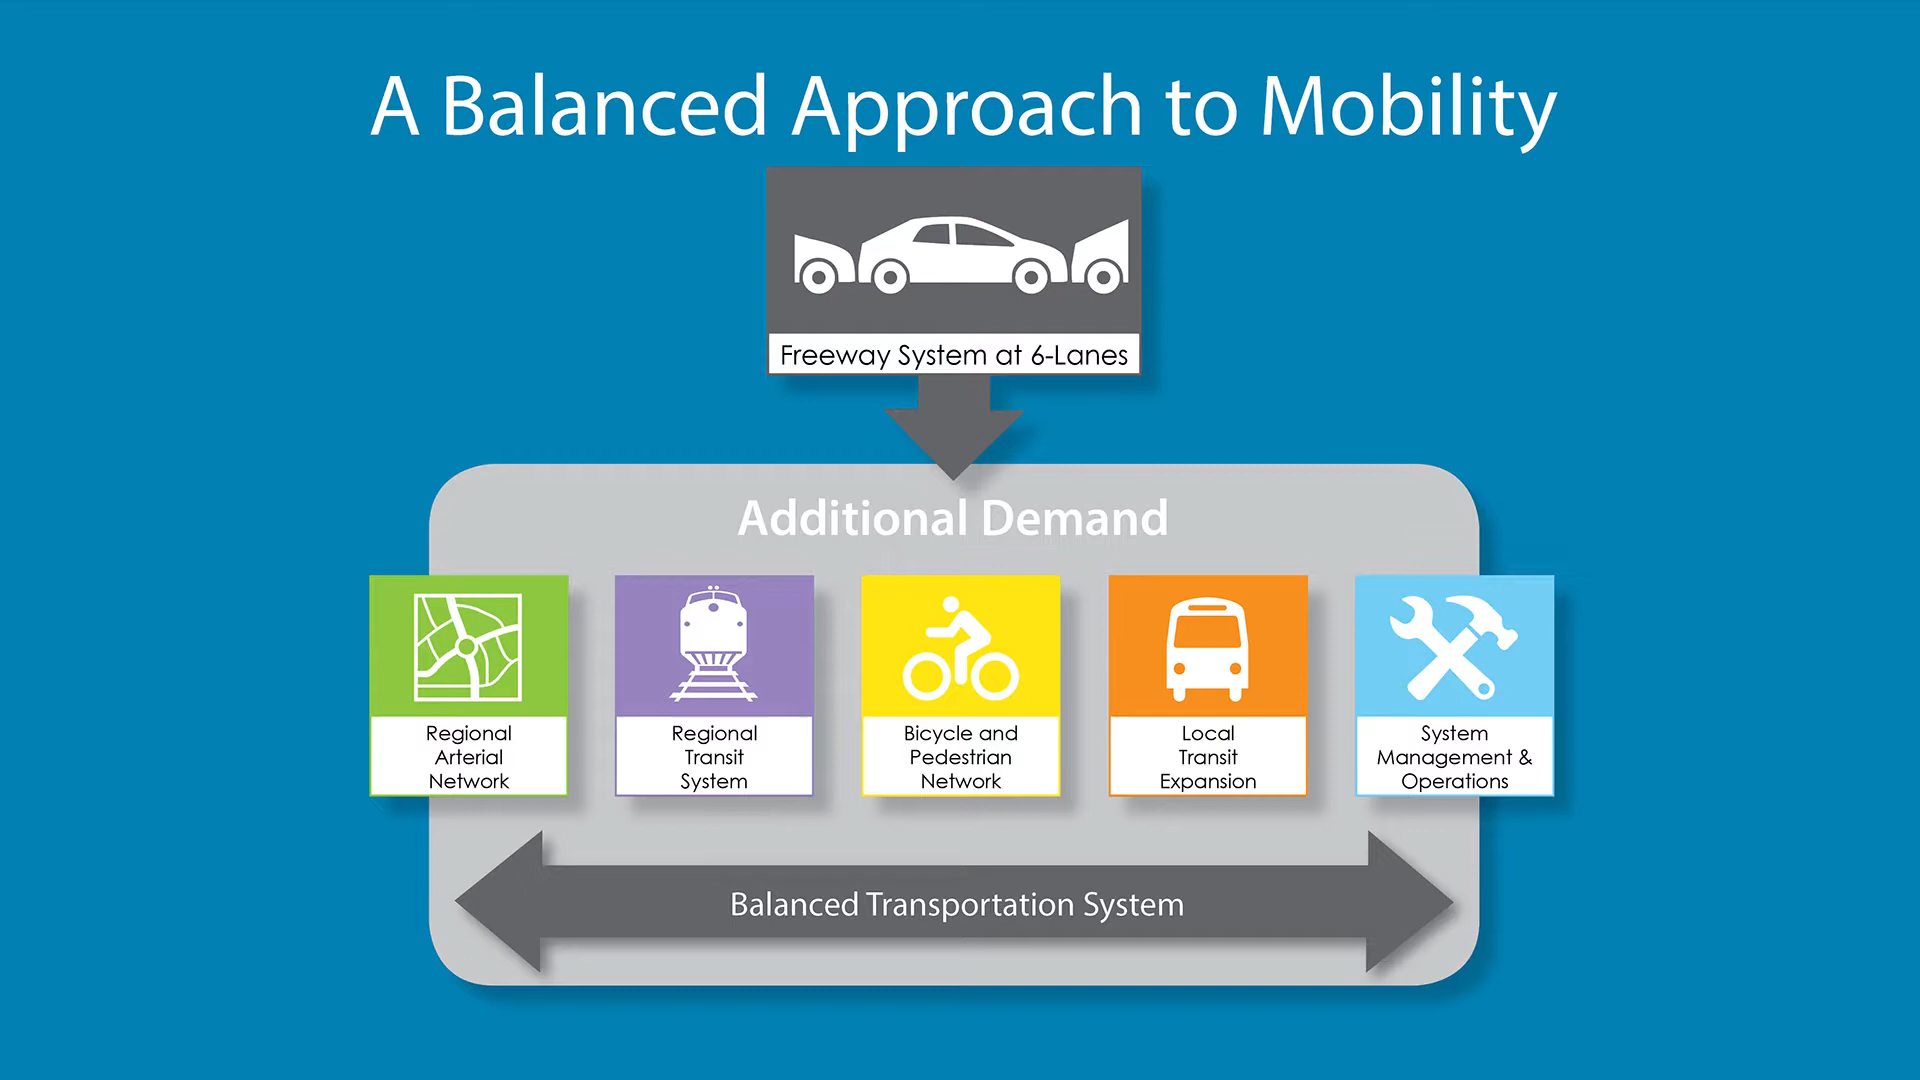 A Balanced Approach to Mobility
Freeway System at 6-Lanes
Additional Demand
Regional
Arterial
Network
Regional
Transit
System
Bicycle and
Pedestrian
Network
Local
Transit
Expansion
System
Management &
Operations
Balanced Transportation System